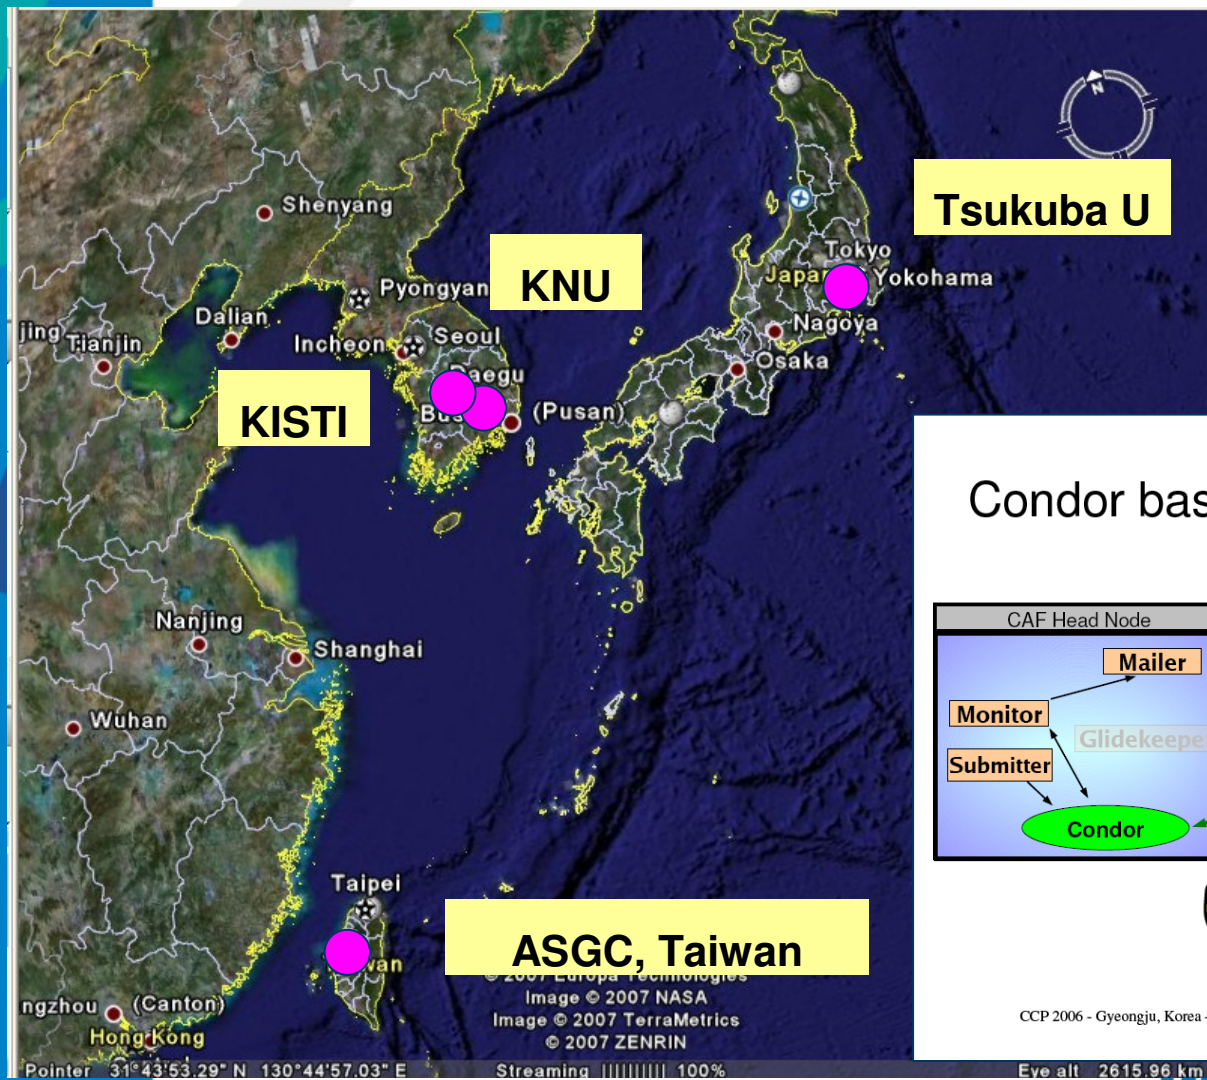 Tsukuba U
KNU
KISTI
ASGC, Taiwan
Shenyang
Pyongyan
Dalian
jing
Tianjin
Incheon
Seoul
Daegu
(Pusan)
Tokyo
Japan
Yokohama
Nagoya
Osaka
Nanjing
Shanghai
Wuhan
Taipei
ngzhou (Canton)
Hong Kong
N
© 2007 Europa Technologies
Image © 2007 NASA
Image © 2007 TerraMetrics
© 2007 ZENRIN
Pointer 31°43'53.29" N 130°44'57.03" E Streaming |||||||||| 100% Eye alt 2615.96 km
Condor bas
CAF Head Node
Mailer
Monitor
Glidekeepe
Submitter
Condor
CCP 2006 - Gyeongju, Korea -